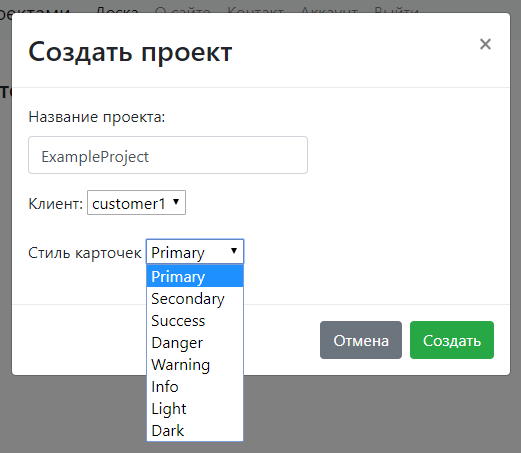 ектами Доска О сайте Контакт Аккаунт Выйти
Создать проект ×
Название проекта:
ExampleProject
Клиент: customer1
Стиль карточек Primary
Primary
Secondary
Success
Danger
Warning
Info
Light
Dark
Отмена Создать